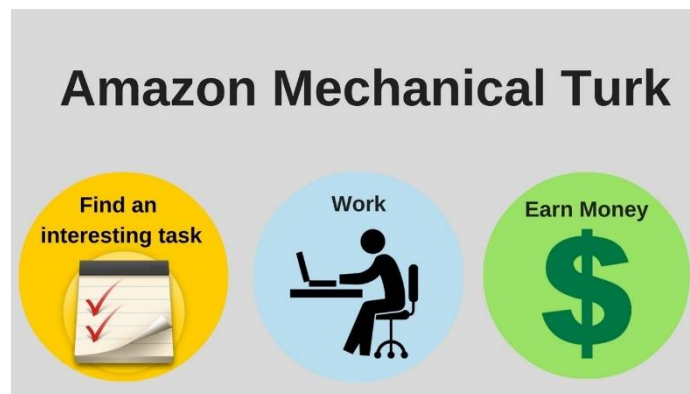 Amazon Mechanical Turk
Find an
interesting task
Work
Earn Money
$